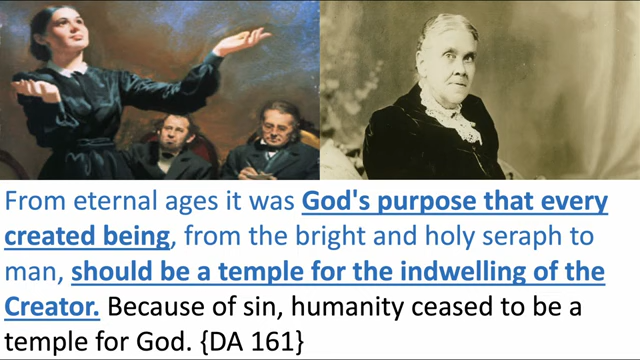 From eternal ages it was God's purpose that every
created being, from the bright and holy seraph to
man, should be a temple for the indwelling of the
Creator. Because of sin, humanity ceased to be a
temple for God. {DA 161}